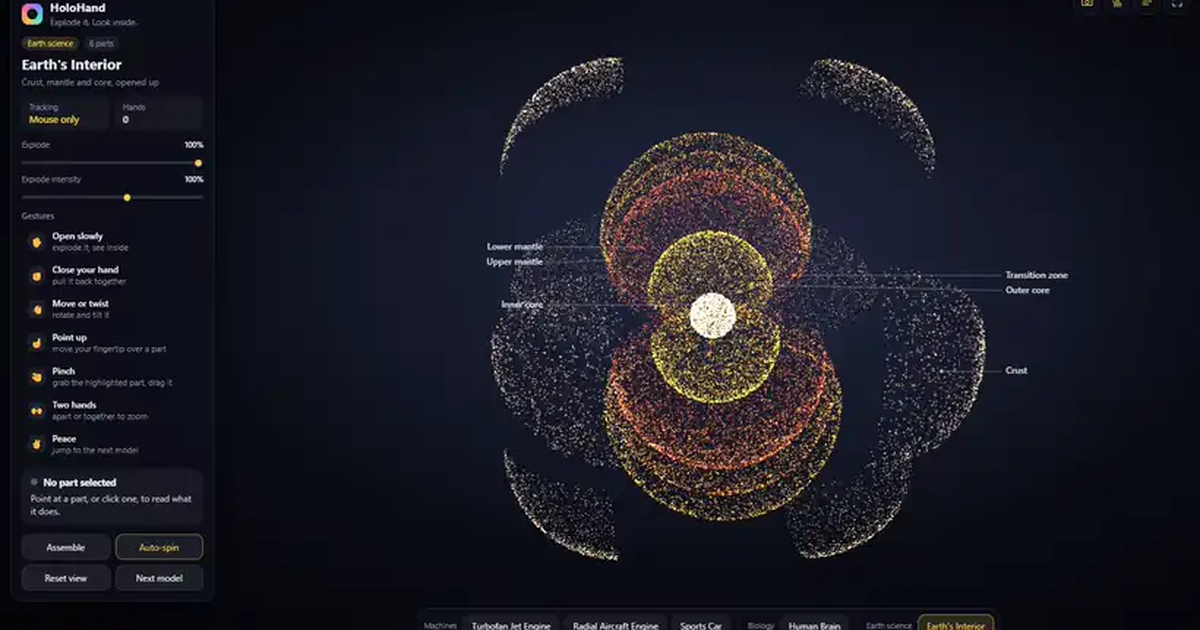 HoloHand
Explode it. Look inside.
Earth science 6 parts
Earth's Interior
Crust, mantle and core, opened up
Tracking Hands
Mouse only 0
Explode 100%
Explode intensity 100%
Gestures
Open slowly
explode it, see inside
Close your hand
pull it back together
Move or twist
rotate and tilt it
Point up
move your fingertip over a part
Pinch
grab the highlighted part, drag it
Two hands
apart or together to zoom
Peace
jump to the next model
No part selected
Point at a part, or click one, to read what
it does.
Assemble Auto-spin
Reset view Next model
Lower mantle
Upper mantle
Inner core
Transition zone
Outer core
Crust
Machines Turbofan Jet Engine Radial Aircraft Engine Sports Car Biology Human Brain Earth science Earth's Interior